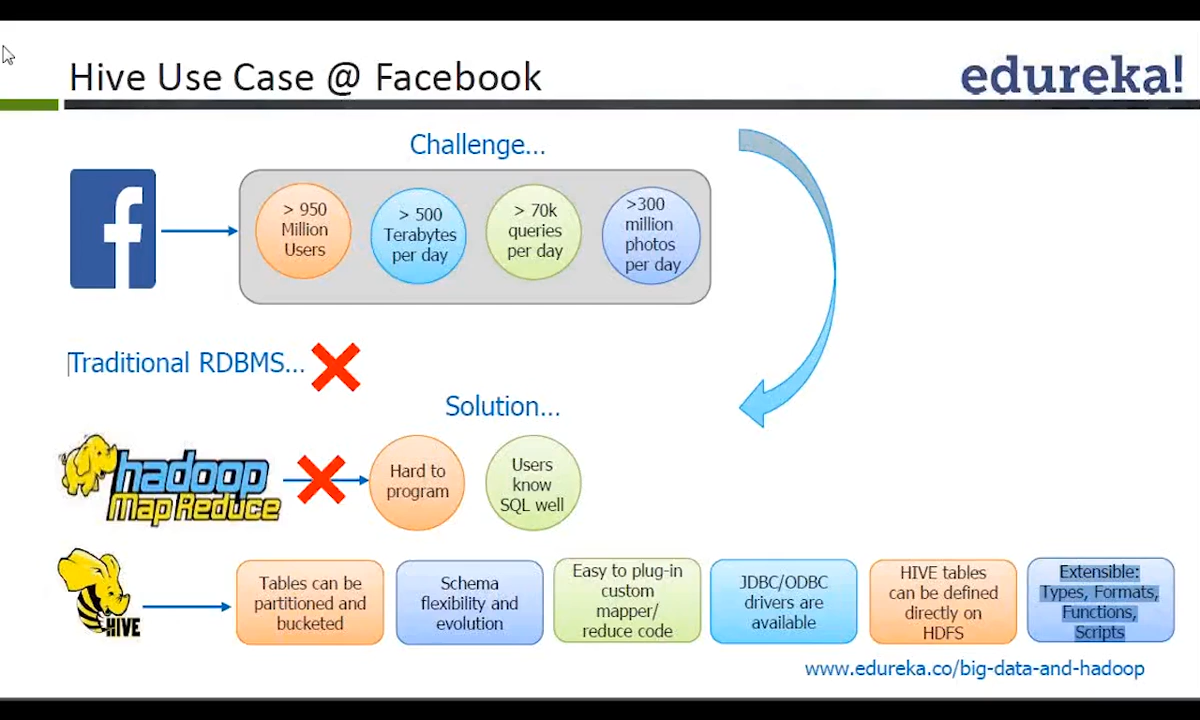 Hive Use Case @ Facebook
edureka!
Challenge...
f
> 950
Million
Users
> 500
Terabytes
per day
> 70k
queries
per day
>300
million
photos
per day
Traditional RDBMS...
Solution...
hadoop
Map Reduce
Hard to
program
Users
know
SQL well
HIVE
Tables can be
partitioned and
bucketed
Schema
flexibility and
evolution
Easy to plug-in
custom
mapper/
reduce code
JDBC/ODBC
drivers are
available
HIVE tables
can be defined
directly on
HDFS
Extensible:
Types, Formats,
Functions,
Scripts
www.edureka.co/big-data-and-hadoop